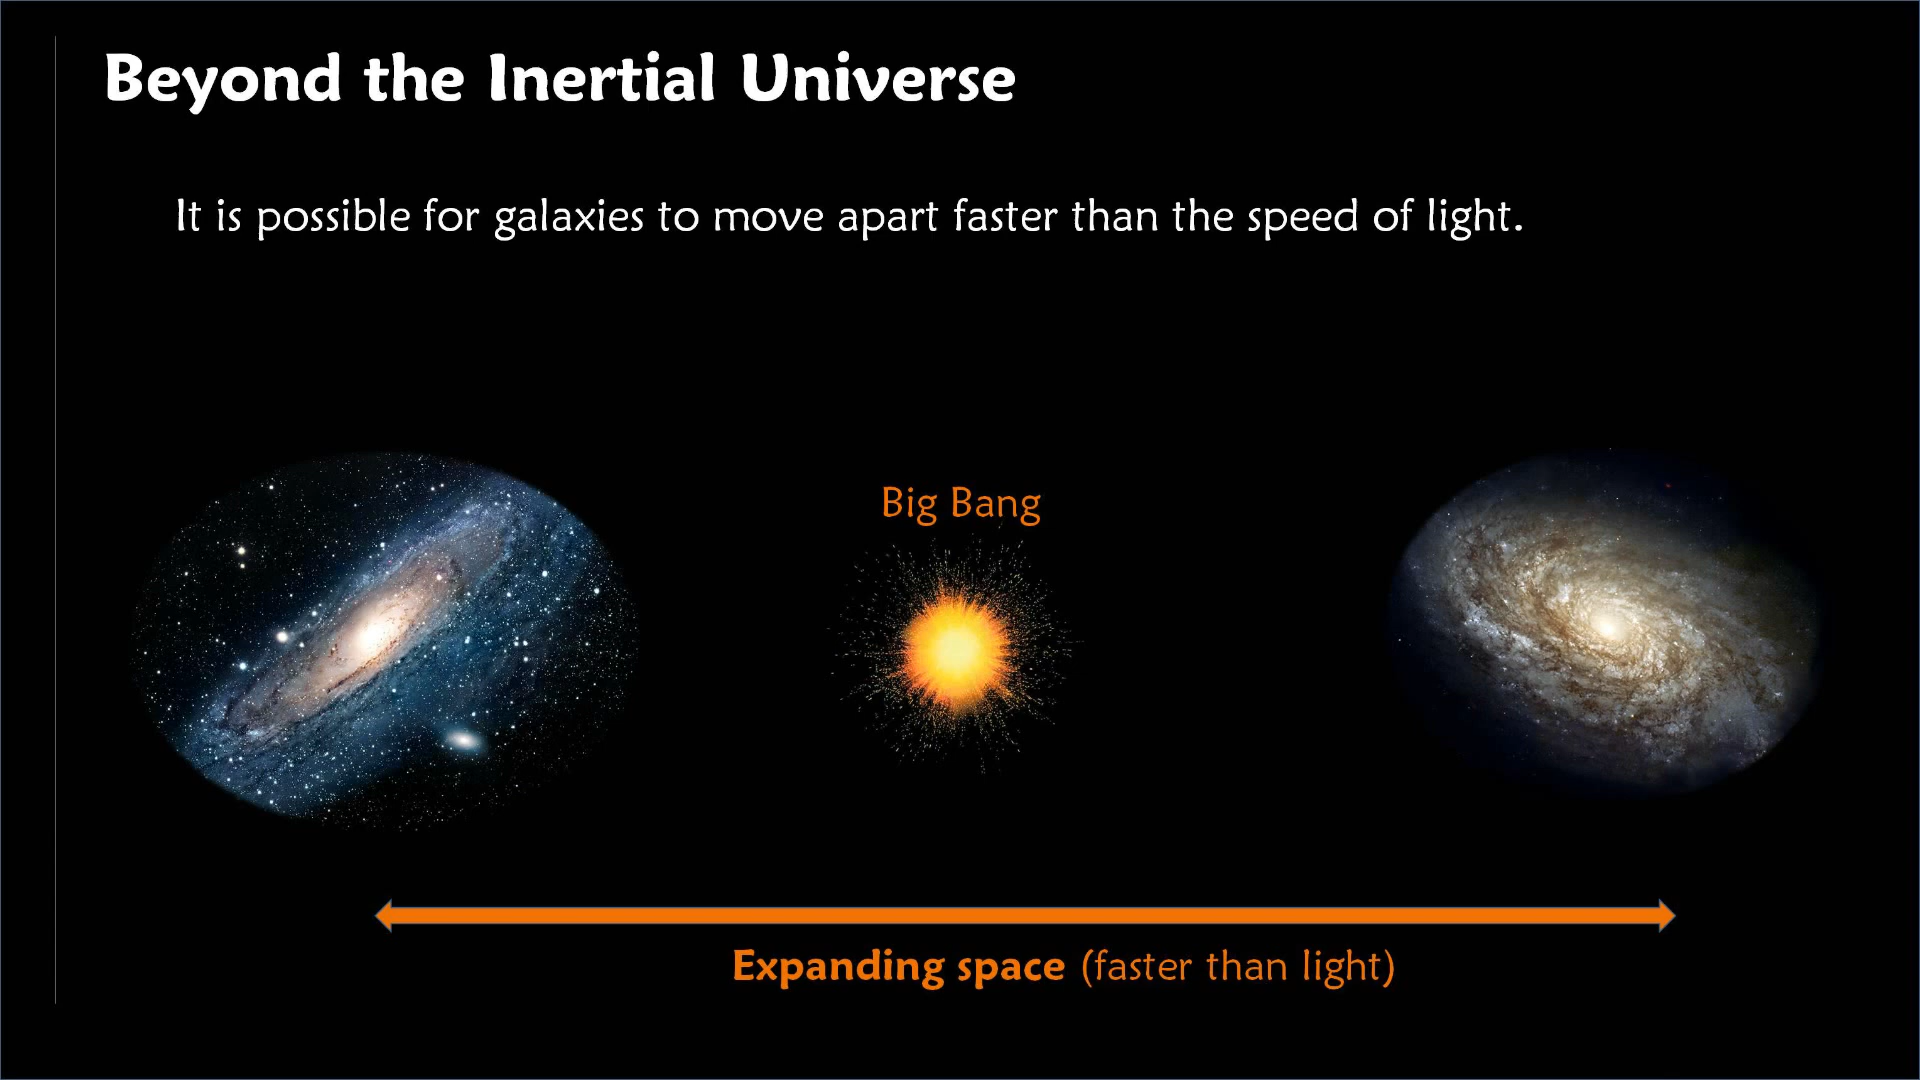 Beyond the Inertial Universe
It is possible for galaxies to move apart faster than the speed of light.
Big Bang
Expanding space (faster than light)